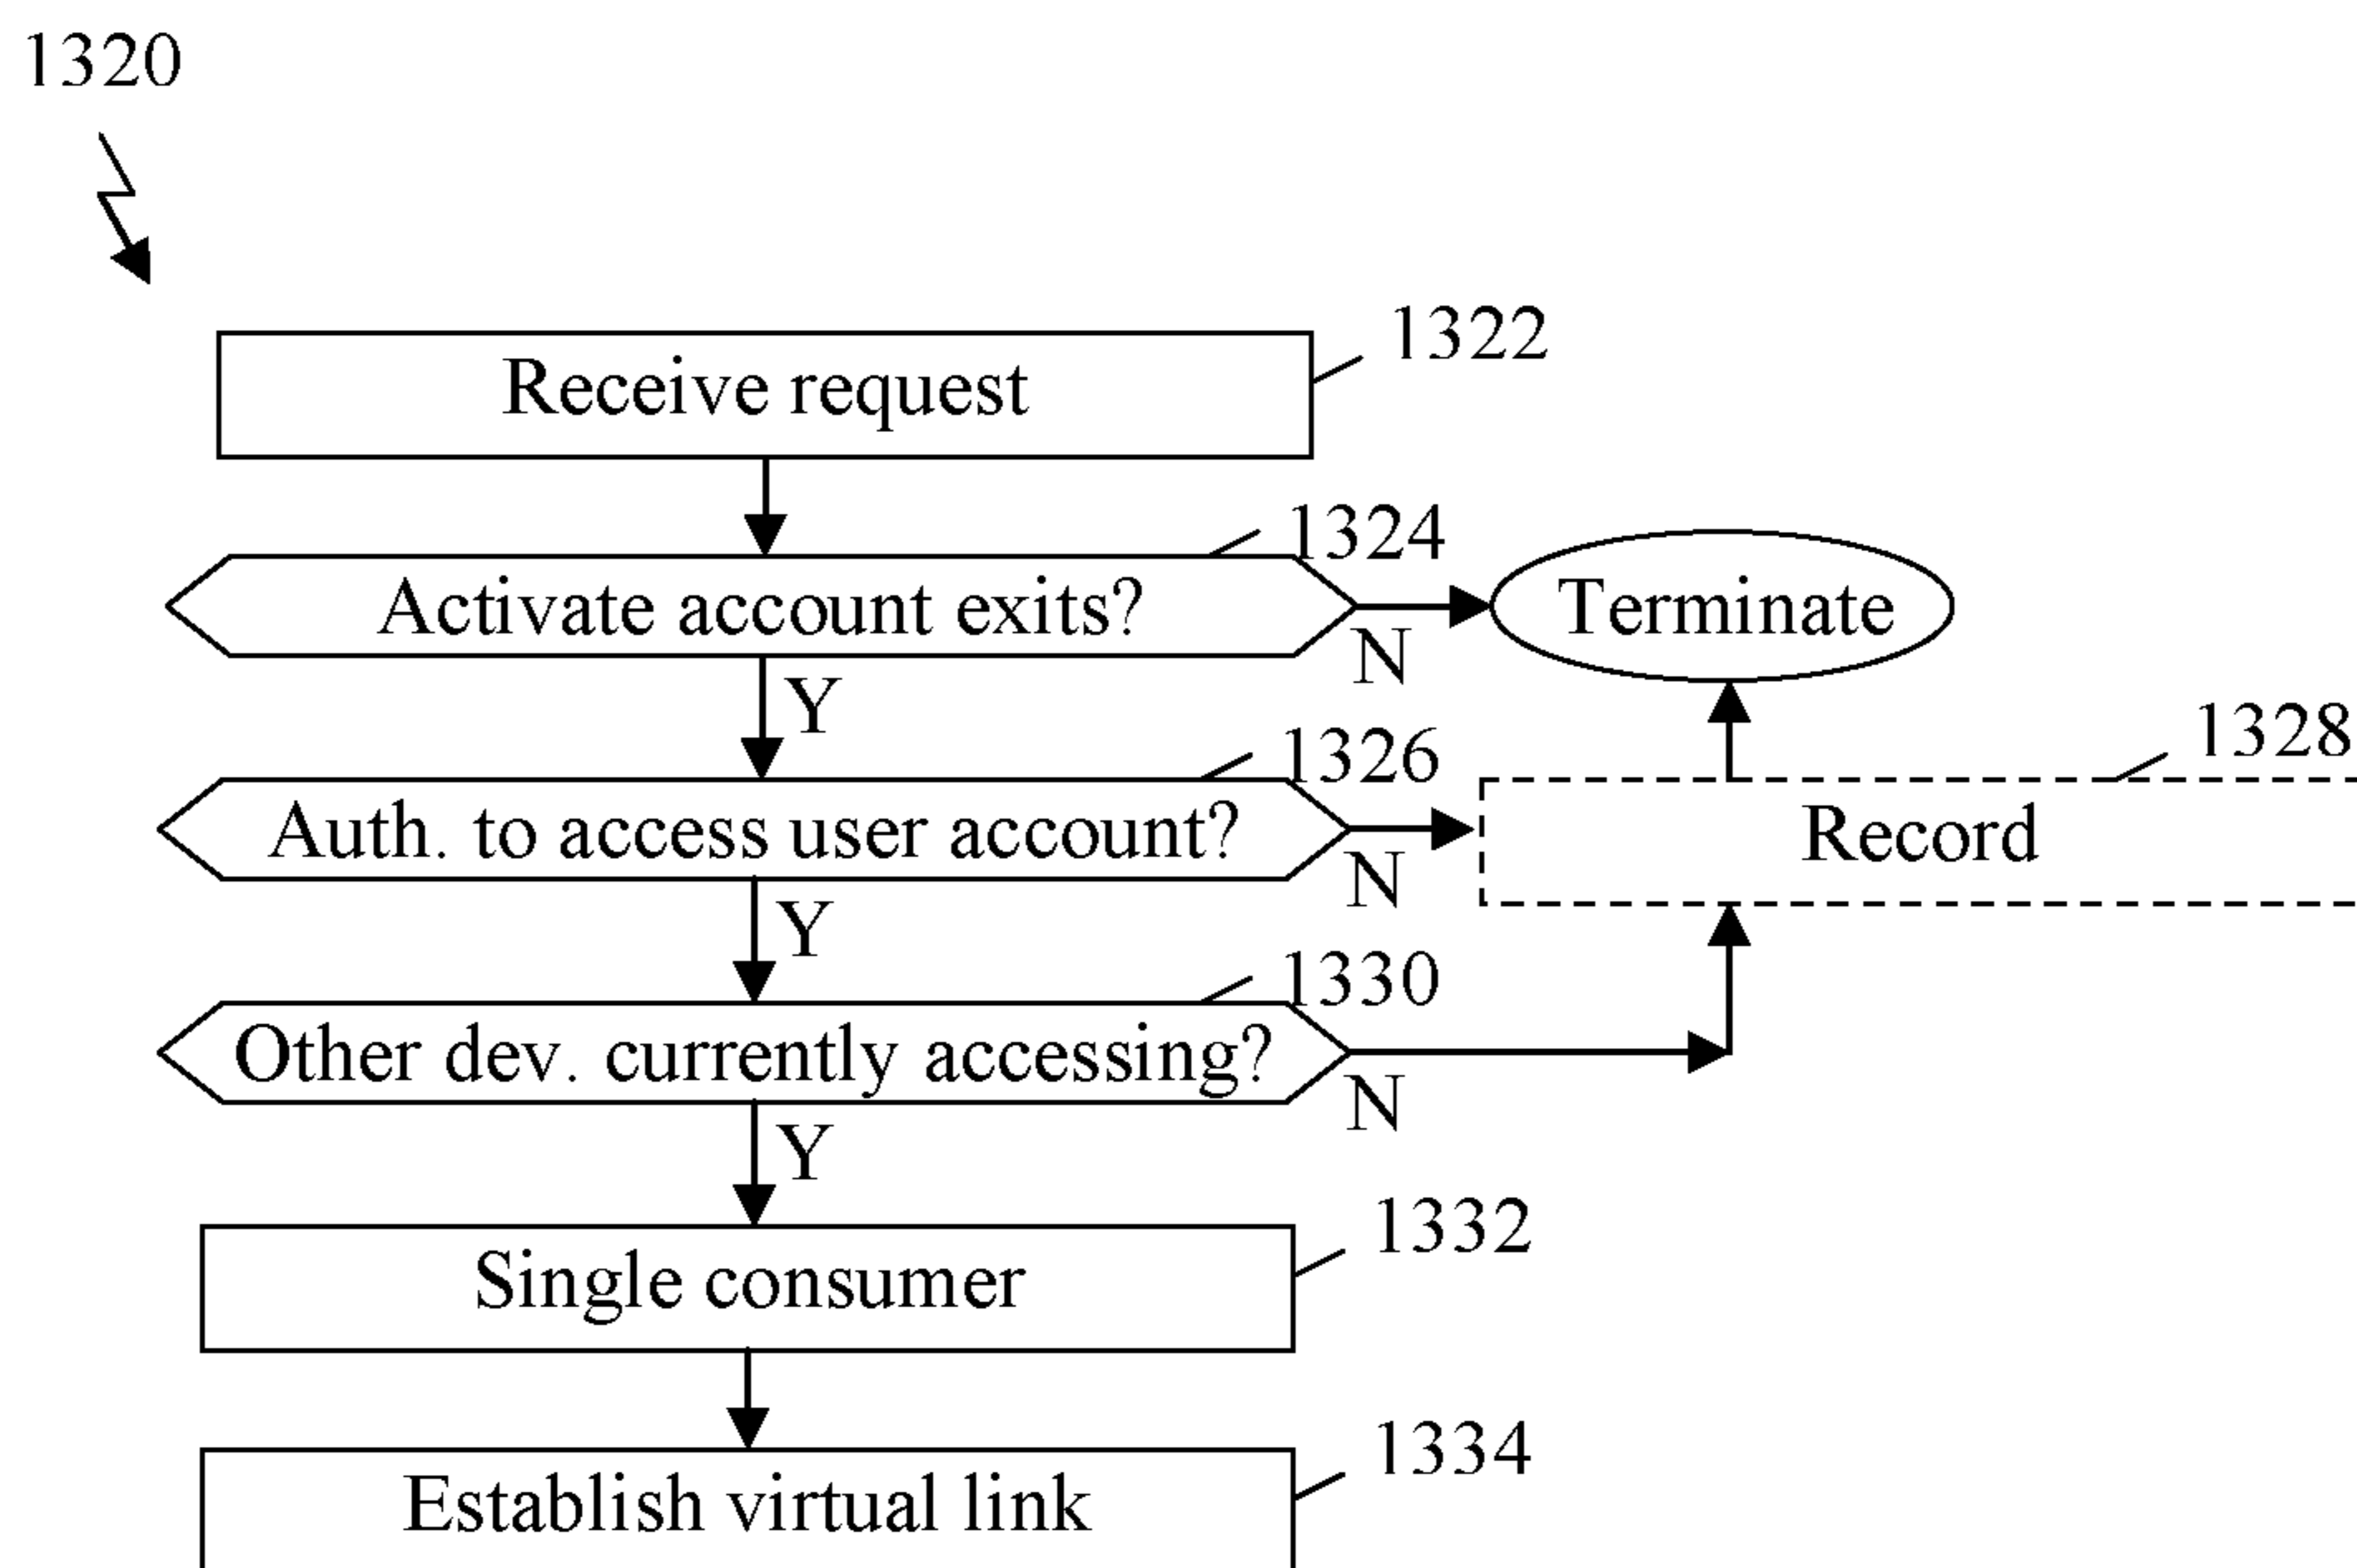 1320
1322
Receive request
1324
Activate account exits?
N
Terminate
Y
1326
Auth. to access user account?
N
1328
Record
Y
1330
Other dev. currently accessing?
N
Y
1332
Single consumer
1334
Establish virtual link